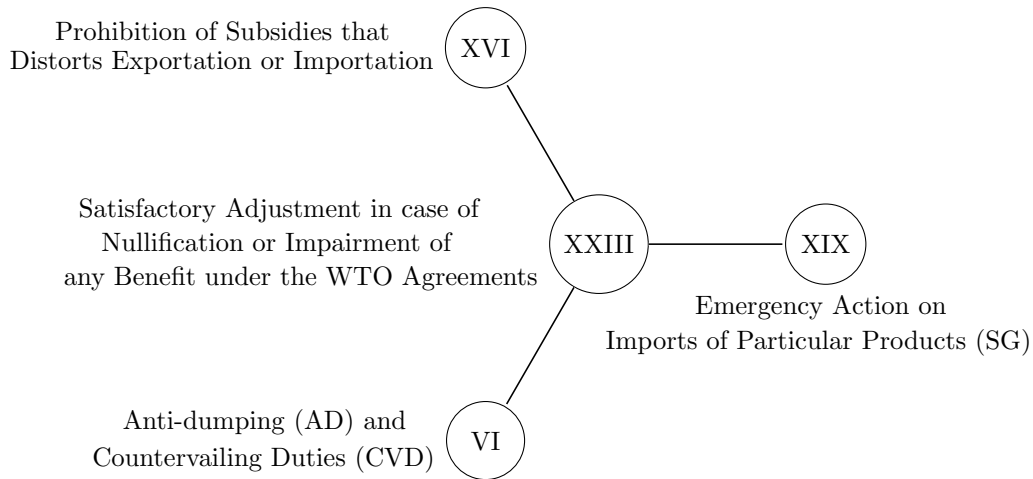 Prohibition of Subsidies that
Distorts Exportation or Importation
XVI
Satisfactory Adjustment in case of
Nullification or Impairment of
any Benefit under the WTO Agreements
XXIII
XIX
Emergency Action on
Imports of Particular Products (SG)
Anti-dumping (AD) and
Countervailing Duties (CVD)
VI